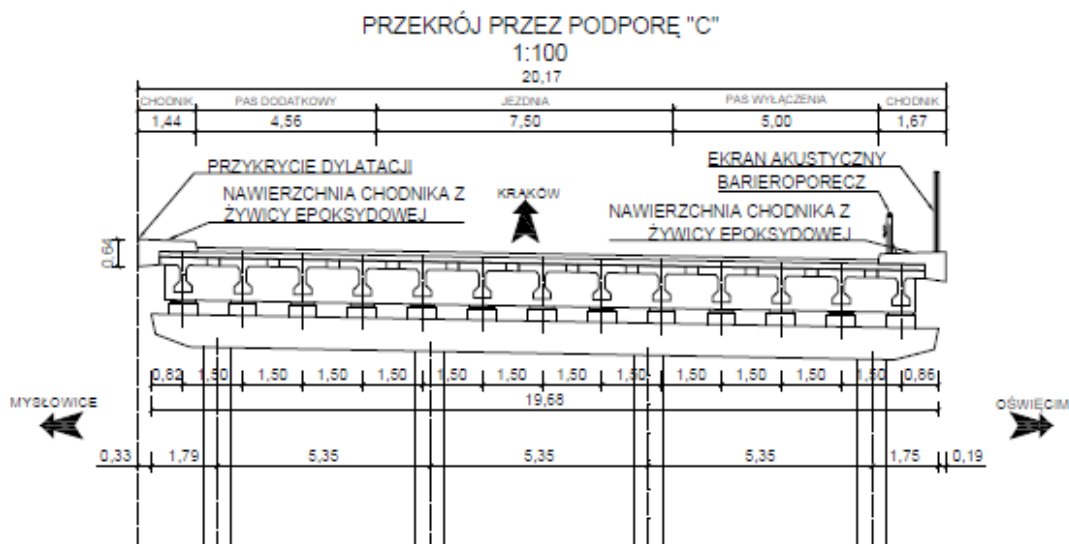 PRZEKRÓJ PRZEZ PODPORĘ "C"
1:100
20,17
CHODNIK PAS DODATKOWY JEZDNIA PAS WYŁĄCZENIA CHODNIK
1,44 4,56 7,50 5,00 1,67
PRZYKRYCIE DYLATACJI
NAWIERZCHNIA CHODNIKA Z
ŻYWICY EPOKSYDOWEJ
KRAKÓW
EKRAN AKUSTYCZNY
BARIEROPORĘCZ
NAWIERZCHNIA CHODNIKA Z
ŻYWICY EPOKSYDOWEJ
0,64
0,82 1,50 1,50 1,50 1,50 1,50 1,50 1,50 1,50 1,50 1,50 1,50 1,50 0,86
19,68
MYSŁOWICE
OŚWIĘCIM
0,33 1,79 5,35 5,35 5,35 1,75 0,19